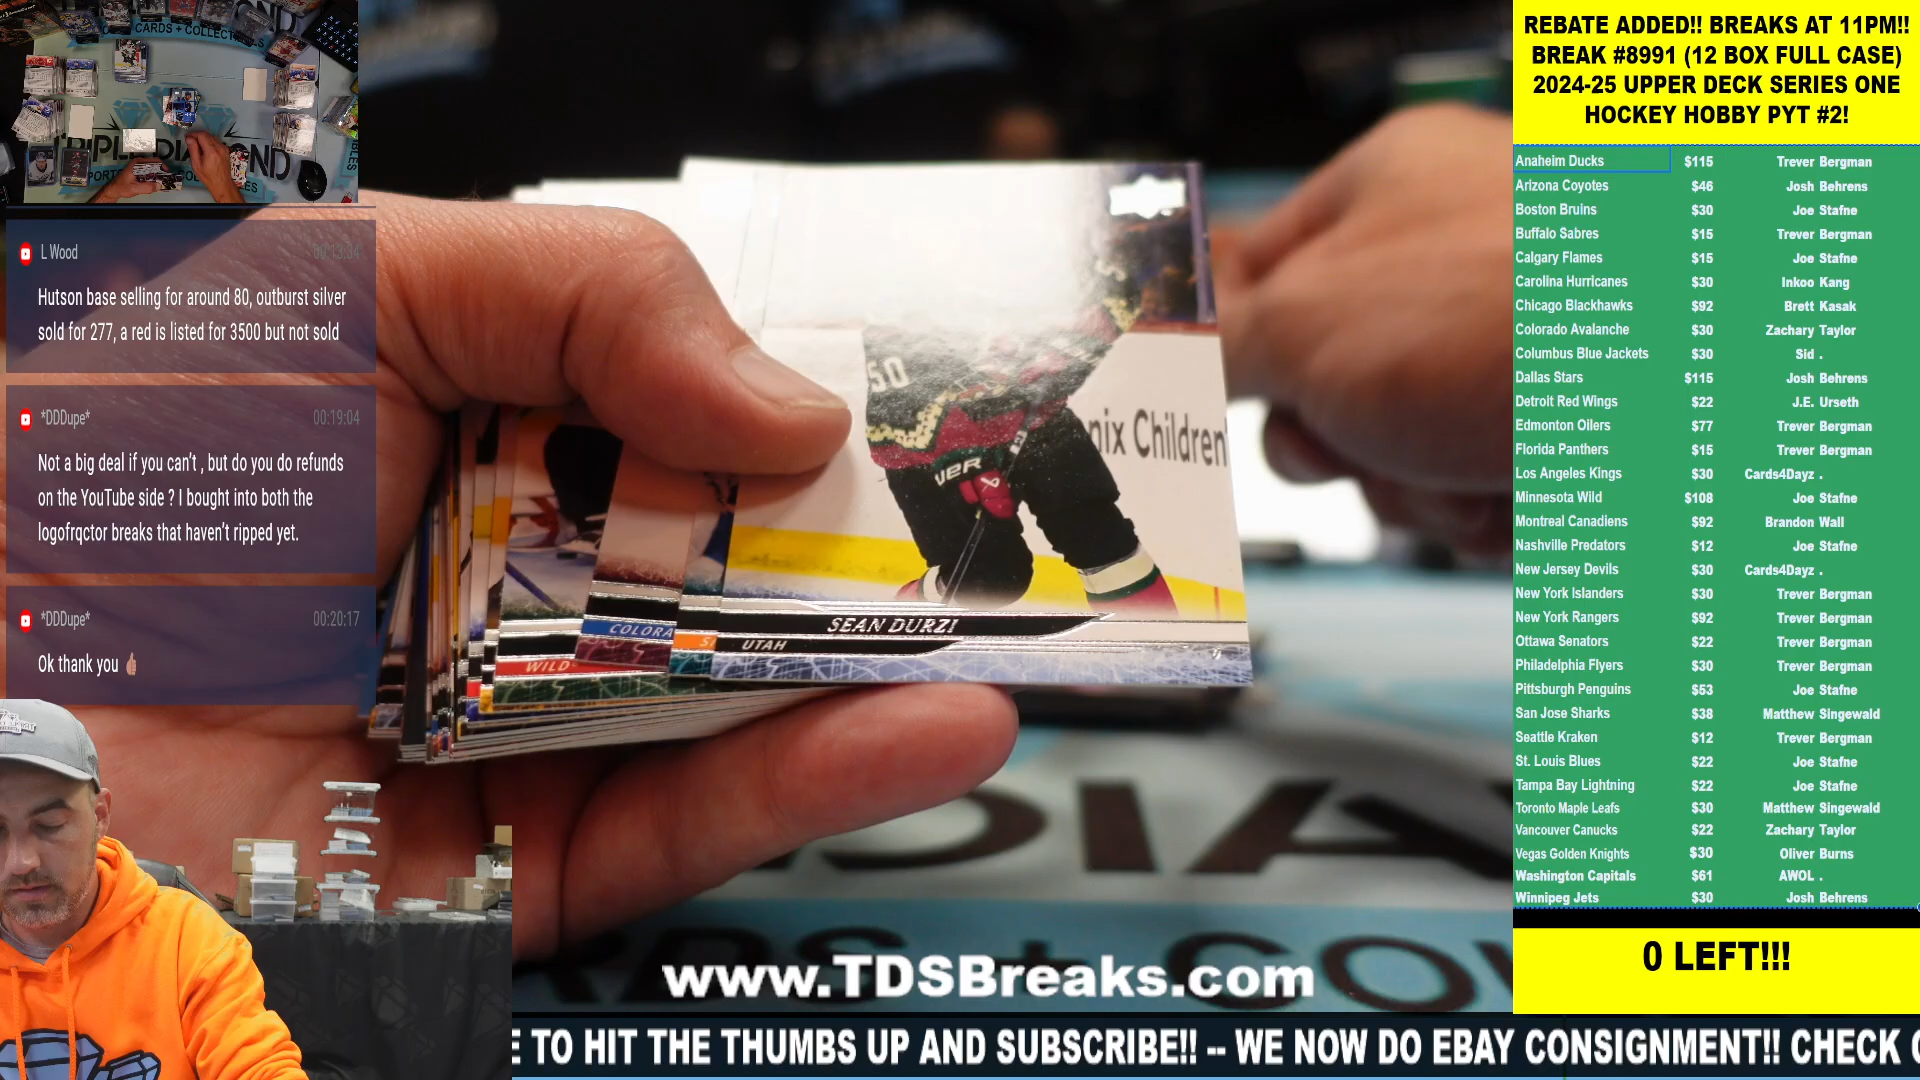 CARDS + COLLECTIBLES
TRIPLE DIAMOND
L Wood 00:13:34
Hutson base selling for around 80, outburst silver
sold for 277, a red is listed for 3500 but not sold
*DDDupe* 00:19:04
Not a big deal if you can't , but do you do refunds
on the YouTube side ? I bought into both the
logofrqctor breaks that haven't ripped yet.
*DDDupe* 00:20:17
Ok thank you 👍🏼
50
nix Children'
SEAN DURZI
UTAH
COLORA
WILD
www.TDSBreaks.com
E TO HIT THE THUMBS UP AND SUBSCRIBE!! -- WE NOW DO EBAY CONSIGNMENT!! CHECK
REBATE ADDED!! BREAKS AT 11PM!!
BREAK #8991 (12 BOX FULL CASE)
2024-25 UPPER DECK SERIES ONE
HOCKEY HOBBY PYT #2!
Anaheim Ducks $115 Trever Bergman
Arizona Coyotes $46 Josh Behrens
Boston Bruins $30 Joe Stafne
Buffalo Sabres $15 Trever Bergman
Calgary Flames $15 Joe Stafne
Carolina Hurricanes $30 Inkoo Kang
Chicago Blackhawks $92 Brett Kasak
Colorado Avalanche $30 Zachary Taylor
Columbus Blue Jackets $30 Sid .
Dallas Stars $115 Josh Behrens
Detroit Red Wings $22 J.E. Urseth
Edmonton Oilers $77 Trever Bergman
Florida Panthers $15 Trever Bergman
Los Angeles Kings $30 Cards4Dayz .
Minnesota Wild $108 Joe Stafne
Montreal Canadiens $92 Brandon Wall
Nashville Predators $12 Joe Stafne
New Jersey Devils $30 Cards4Dayz .
New York Islanders $30 Trever Bergman
New York Rangers $92 Trever Bergman
Ottawa Senators $22 Trever Bergman
Philadelphia Flyers $30 Trever Bergman
Pittsburgh Penguins $53 Joe Stafne
San Jose Sharks $38 Matthew Singewald
Seattle Kraken $12 Trever Bergman
St. Louis Blues $22 Joe Stafne
Tampa Bay Lightning $22 Joe Stafne
Toronto Maple Leafs $30 Matthew Singewald
Vancouver Canucks $22 Zachary Taylor
Vegas Golden Knights $30 Oliver Burns
Washington Capitals $61 AWOL .
Winnipeg Jets $30 Josh Behrens
0 LEFT!!!